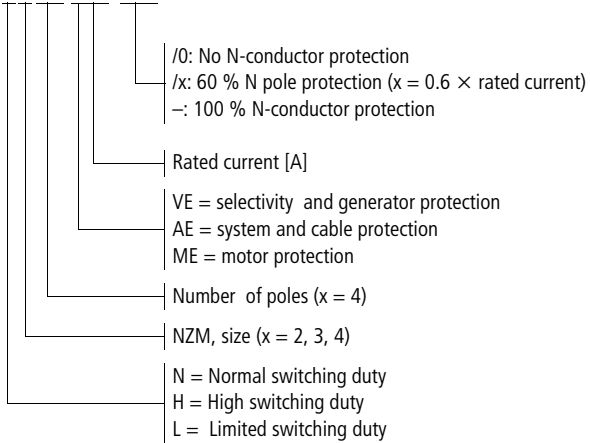 /0: No N-conductor protection
/x: 60 % N pole protection (x = 0.6 × rated current)
–: 100 % N-conductor protection
Rated current [A]
VE = selectivity and generator protection
AE = system and cable protection
ME = motor protection
Number of poles (x = 4)
NZM, size (x = 2, 3, 4)
N = Normal switching duty
H = High switching duty
L = Limited switching duty